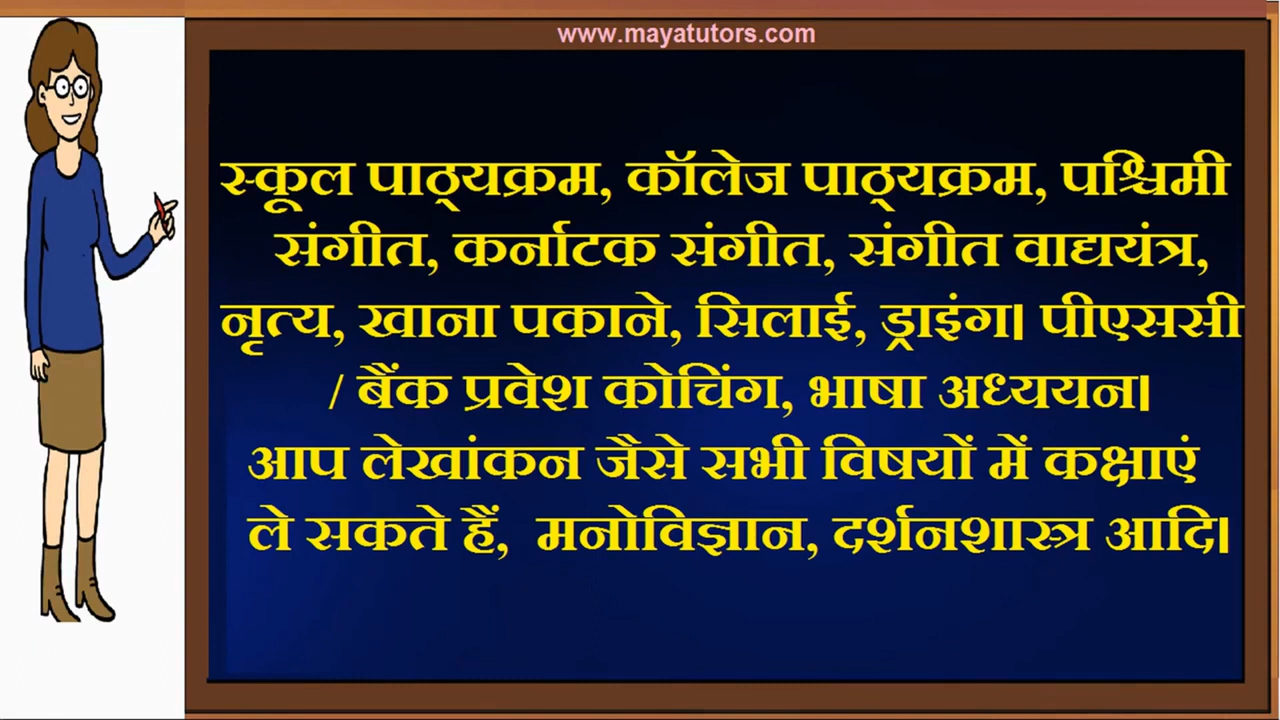 www.mayatutors.com
स्कूल पाठ्यक्रम, कॉलेज पाठ्यक्रम, पश्चिमी
संगीत, कर्नाटक संगीत, संगीत वाद्ययंत्र,
नृत्य, खाना पकाने, सिलाई, ड्राइंग। पीएससी
/ बैंक प्रवेश कोचिंग, भाषा अध्ययन।
आप लेखांकन जैसे सभी विषयों में कक्षाएं
ले सकते हैं, मनोविज्ञान, दर्शनशास्त्र आदि।